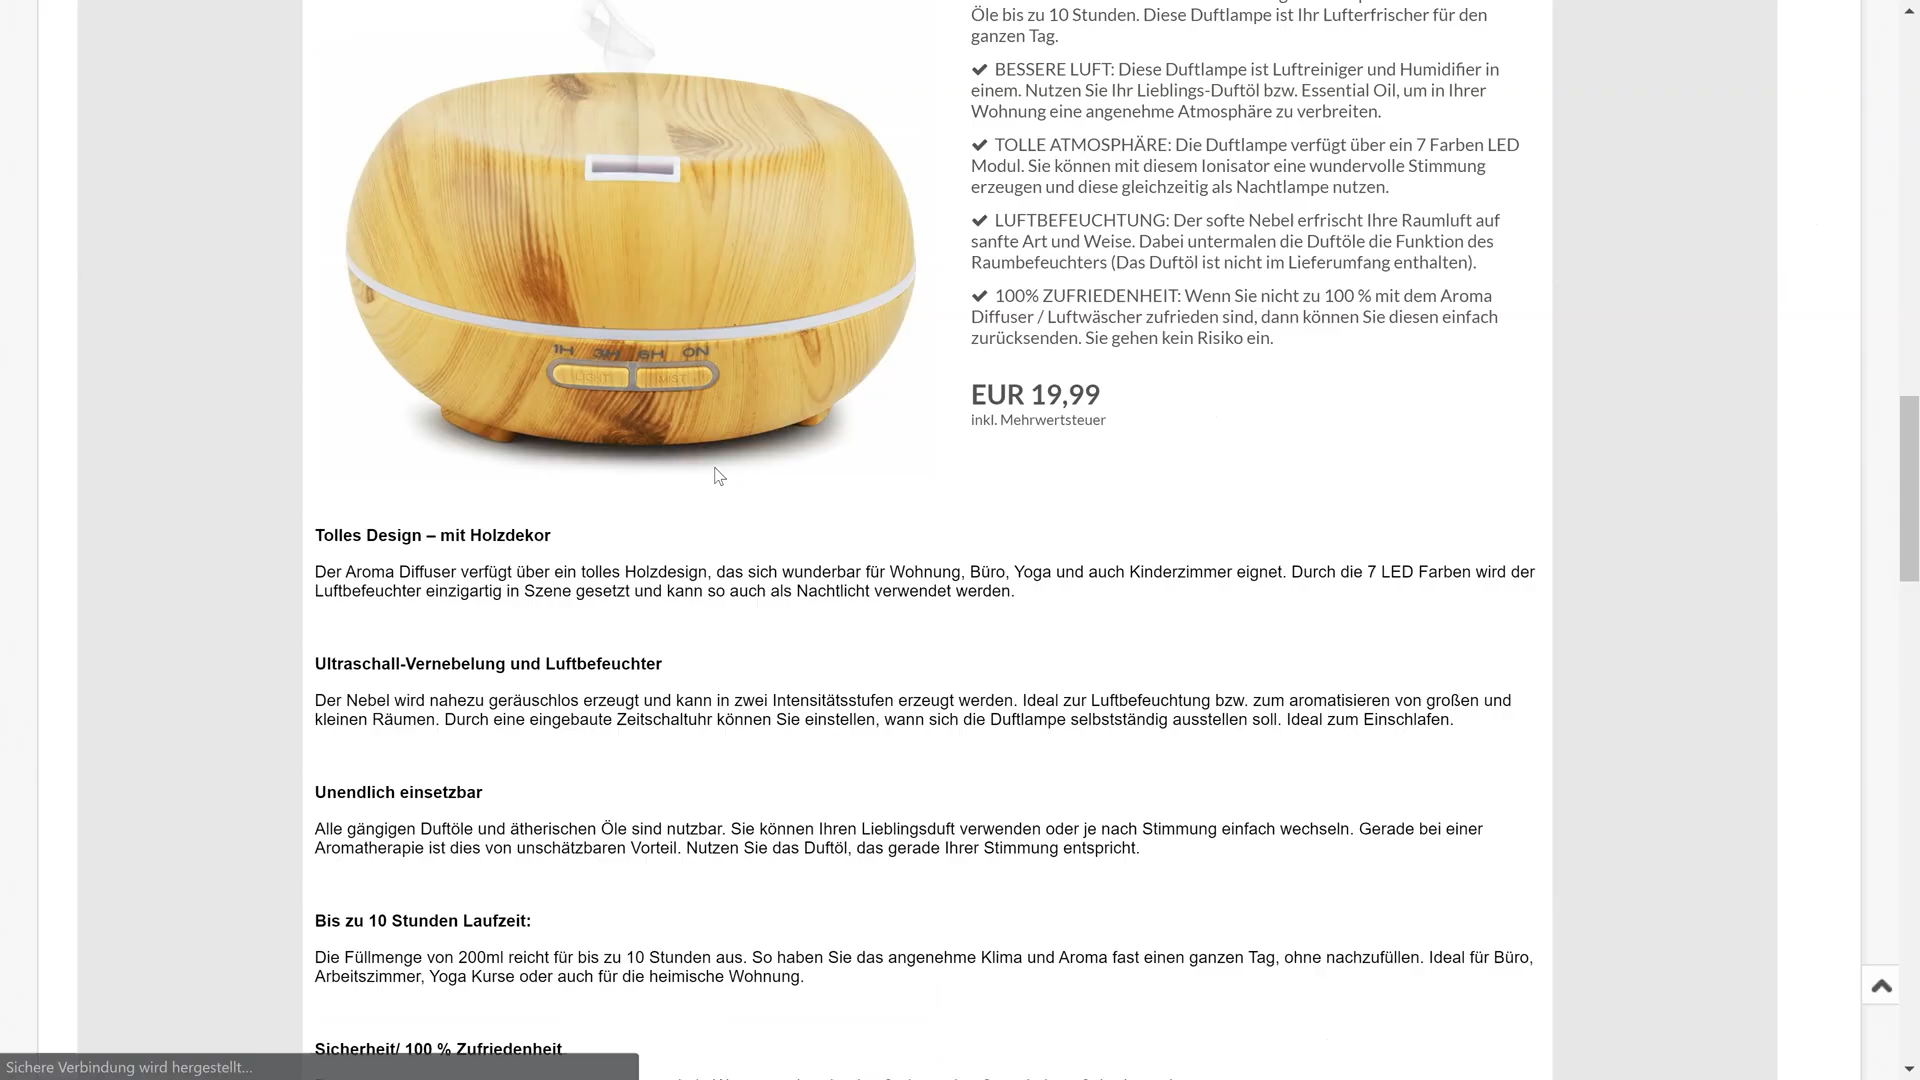 Öle bis zu 10 Stunden. Diese Duftlampe ist Ihr Lufterfrischer für den
ganzen Tag.
✔ BESSERE LUFT: Diese Duftlampe ist Luftreiniger und Humidifier in
einem. Nutzen Sie Ihr Lieblings-Duftöl bzw. Essential Oil, um in Ihrer
Wohnung eine angenehme Atmosphäre zu verbreiten.
✔ TOLLE ATMOSPHÄRE: Die Duftlampe verfügt über ein 7 Farben LED
Modul. Sie können mit diesem Ionisator eine wundervolle Stimmung
erzeugen und diese gleichzeitig als Nachtlampe nutzen.
✔ LUFTBEFEUCHTUNG: Der softe Nebel erfrischt Ihre Raumluft auf
sanfte Art und Weise. Dabei untermalen die Duftöle die Funktion des
Raumbefeuchters (Das Duftöl ist nicht im Lieferumfang enthalten).
✔ 100% ZUFRIEDENHEIT: Wenn Sie nicht zu 100 % mit dem Aroma
Diffuser / Luftwäscher zufrieden sind, dann können Sie diesen einfach
zurücksenden. Sie gehen kein Risiko ein.
1H 3H 6H ON
LIGHT MIST
EUR 19,99
inkl. Mehrwertsteuer
Tolles Design – mit Holzdekor
Der Aroma Diffuser verfügt über ein tolles Holzdesign, das sich wunderbar für Wohnung, Büro, Yoga und auch Kinderzimmer eignet. Durch die 7 LED Farben wird der
Luftbefeuchter einzigartig in Szene gesetzt und kann so auch als Nachtlicht verwendet werden.
Ultraschall-Vernebelung und Luftbefeuchter
Der Nebel wird nahezu geräuschlos erzeugt und kann in zwei Intensitätsstufen erzeugt werden. Ideal zur Luftbefeuchtung bzw. zum aromatisieren von großen und
kleinen Räumen. Durch eine eingebaute Zeitschaltuhr können Sie einstellen, wann sich die Duftlampe selbstständig ausstellen soll. Ideal zum Einschlafen.
Unendlich einsetzbar
Alle gängigen Duftöle und ätherischen Öle sind nutzbar. Sie können Ihren Lieblingsduft verwenden oder je nach Stimmung einfach wechseln. Gerade bei einer
Aromatherapie ist dies von unschätzbaren Vorteil. Nutzen Sie das Duftöl, das gerade Ihrer Stimmung entspricht.
Bis zu 10 Stunden Laufzeit:
Die Füllmenge von 200ml reicht für bis zu 10 Stunden aus. So haben Sie das angenehme Klima und Aroma fast einen ganzen Tag, ohne nachzufüllen. Ideal für Büro,
Arbeitszimmer, Yoga Kurse oder auch für die heimische Wohnung.
Sicherheit/ 100 % Zufriedenheit
Sichere Verbindung wird hergestellt...